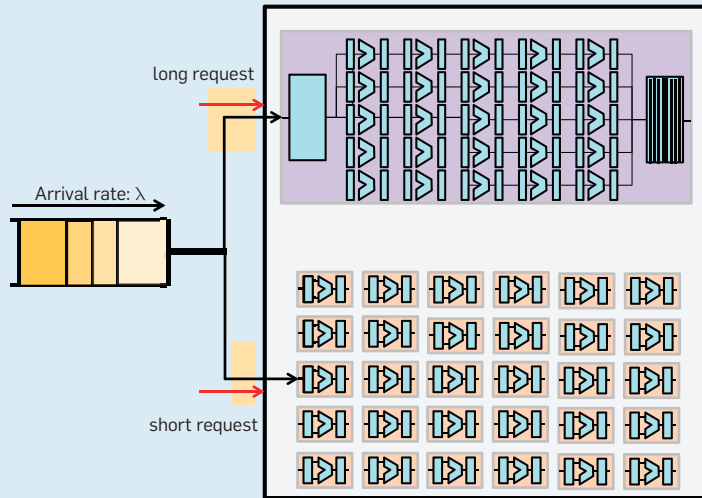 long request
Arrival rate: λ
short request